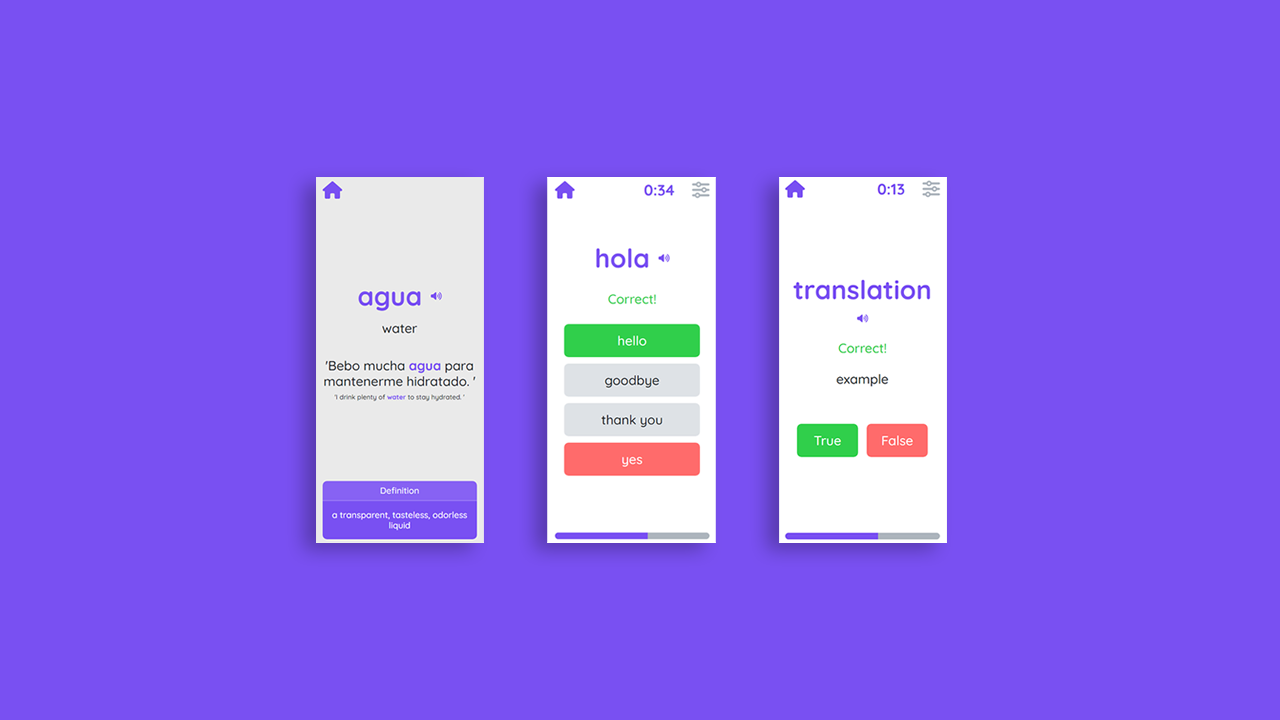 agua
water
'Bebo mucha agua para
mantenerme hidratado. '
'I drink plenty of water to stay hydrated. '
Definition
a transparent, tasteless, odorless
liquid
0:34
hola
Correct!
hello
goodbye
thank you
yes
0:13
translation
Correct!
example
True
False